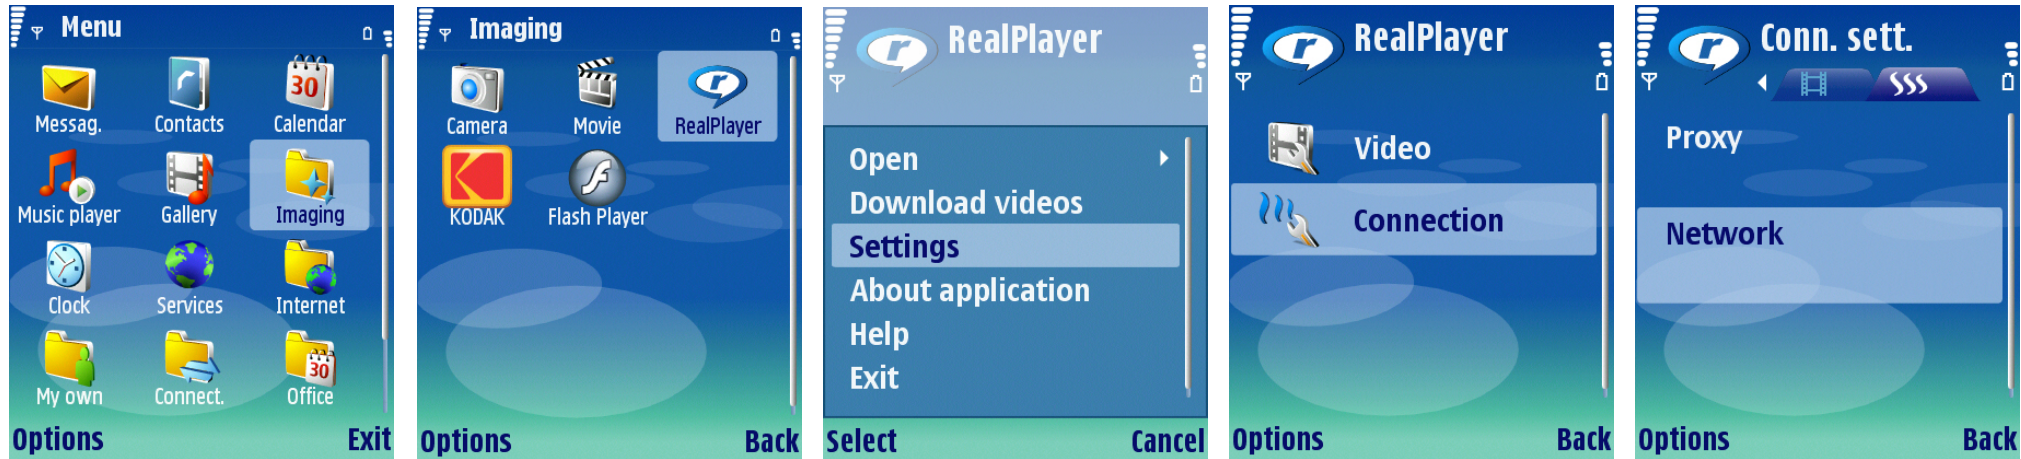 Menu
Messag. Contacts 30 Calendar
Music player Gallery Imaging
Clock Services Internet
My own Connect. 30 Office
Options Exit
Imaging
Camera Movie r RealPlayer
KODAK Flash Player
Options Back
r RealPlayer
Open
Download videos
Settings
About application
Help
Exit
Select Cancel
r RealPlayer
Video
Connection
Options Back
r Conn. sett.
Proxy
Network
Options Back